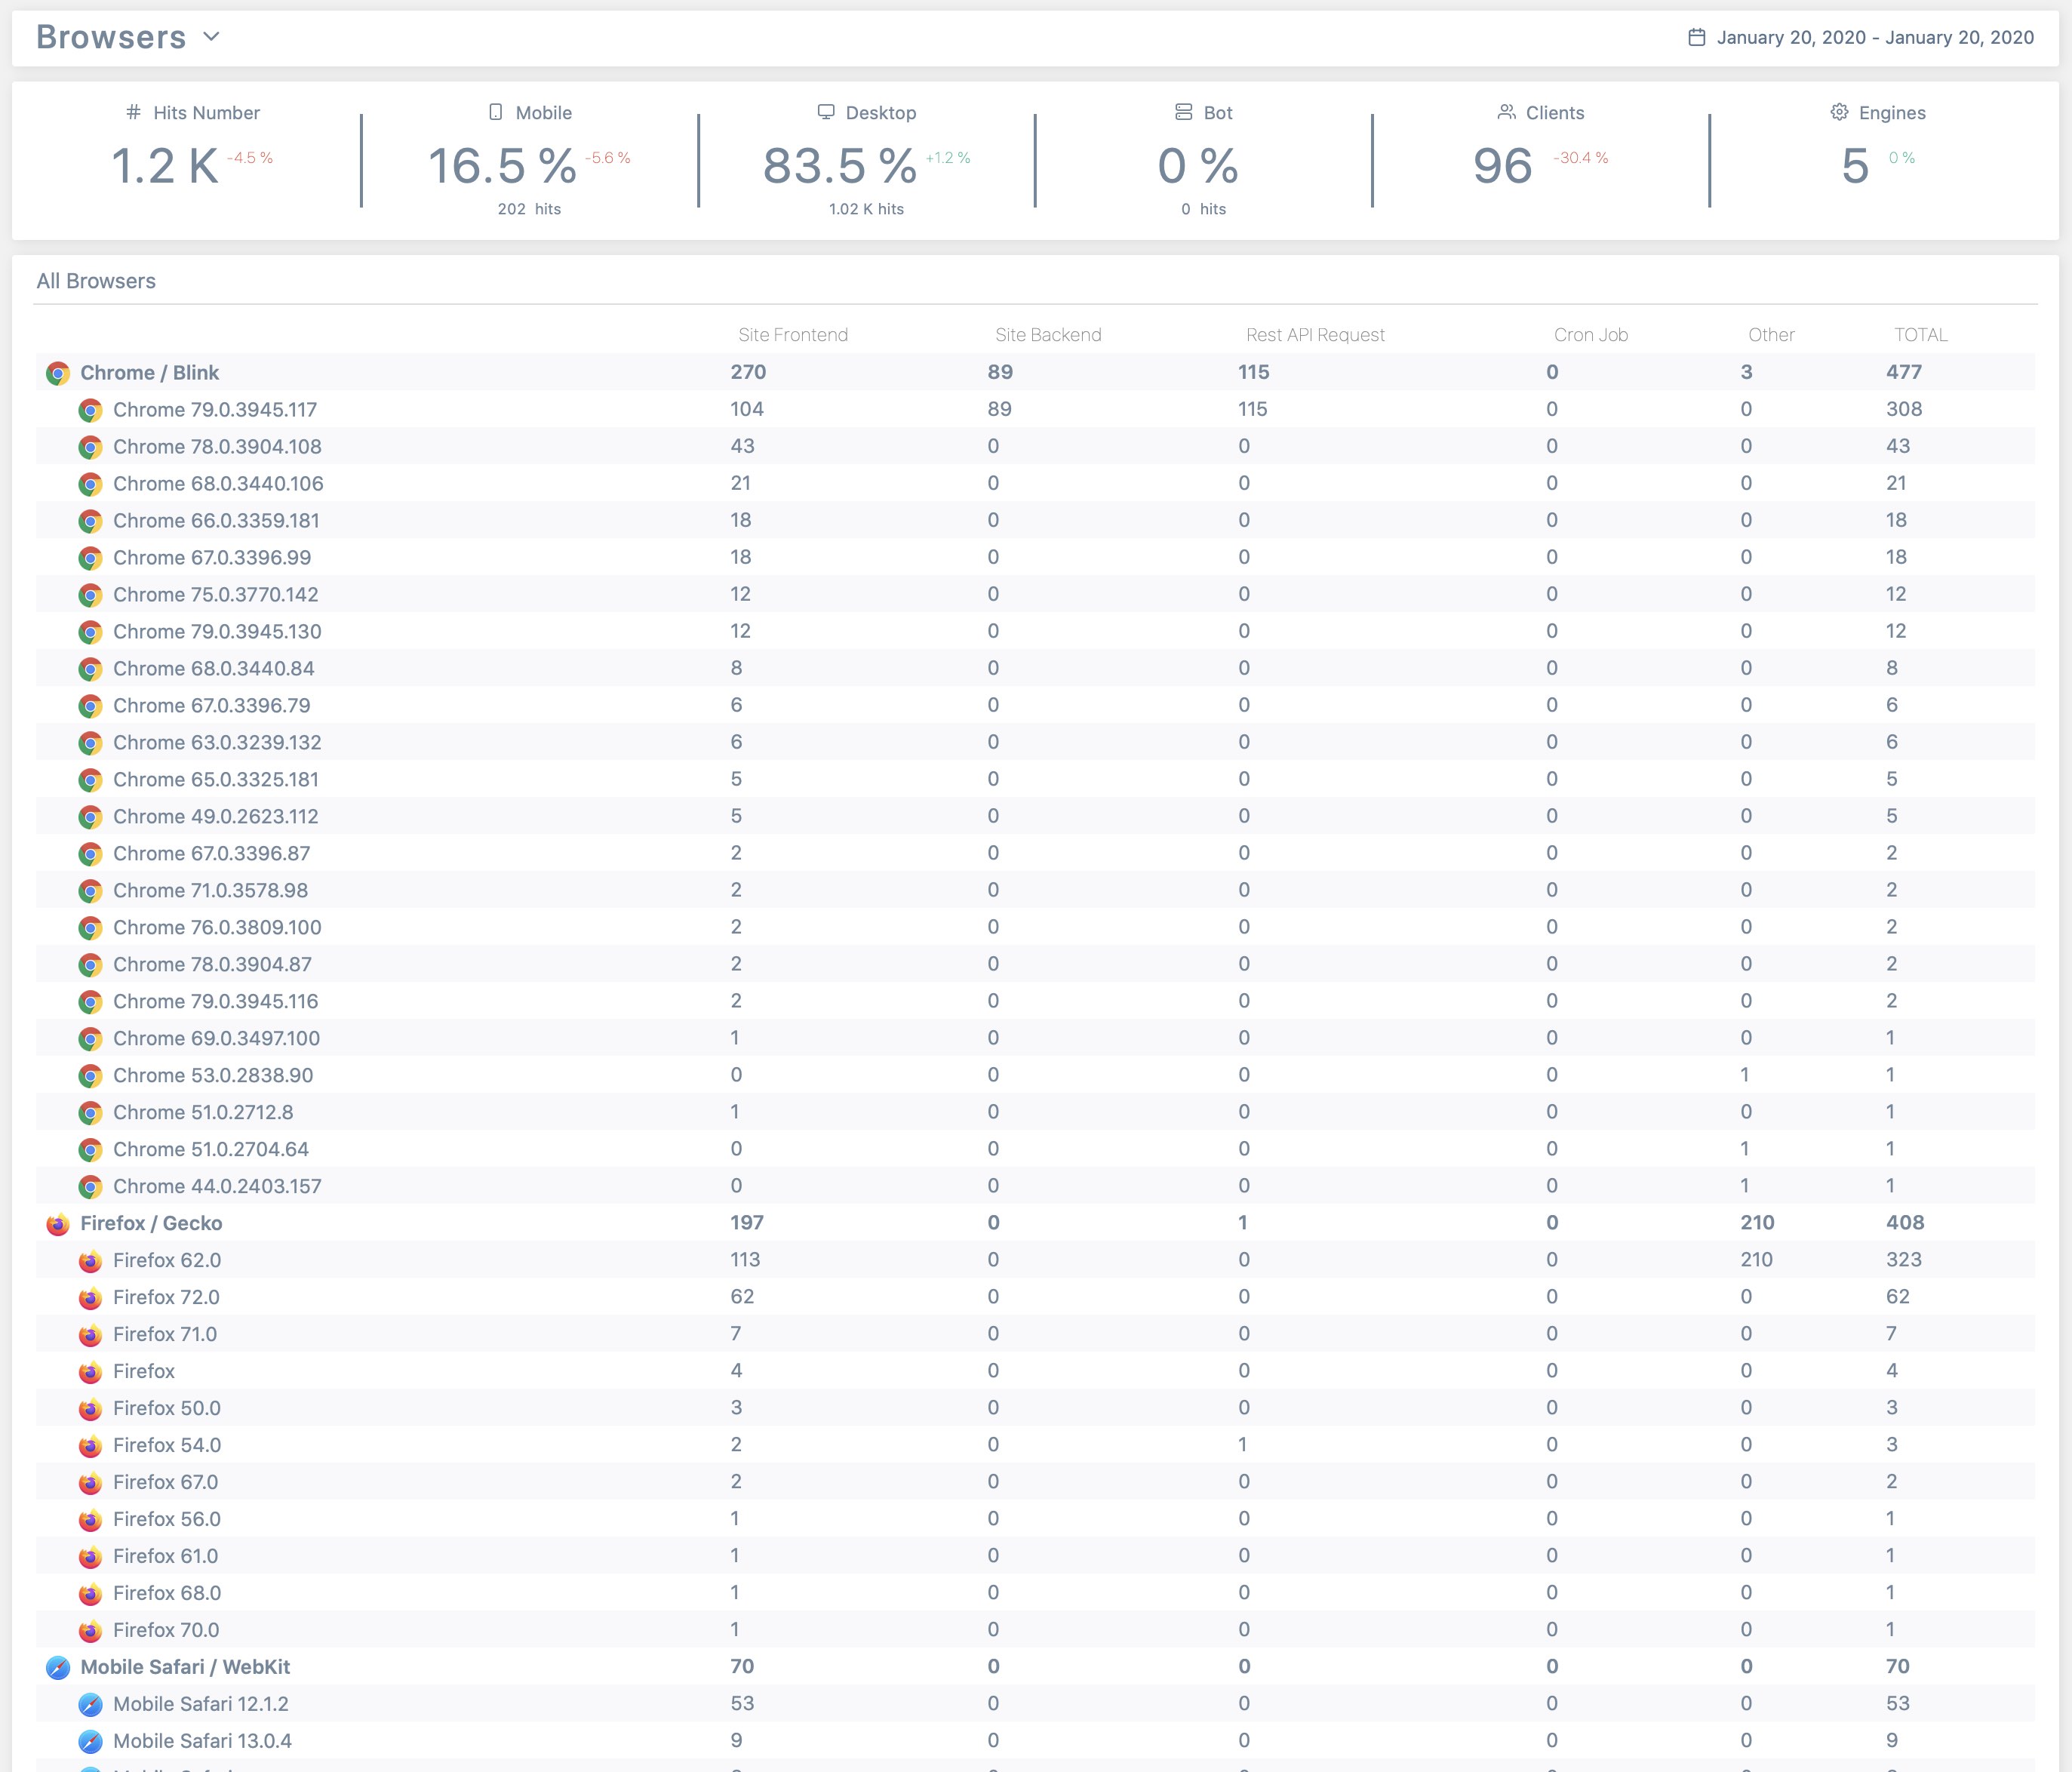 Browsers
January 20, 2020 - January 20, 2020
# Hits Number Mobile Desktop Bot Clients Engines
1.2 K -4.5 % 16.5 % -5.6 % 83.5 % +1.2 % 0 % 96 -30.4 % 5 0 %
202 hits 1.02 K hits 0 hits
All Browsers
Site Frontend Site Backend Rest API Request Cron Job Other TOTAL
Chrome / Blink 270 89 115 0 3 477
Chrome 79.0.3945.117 104 89 115 0 0 308
Chrome 78.0.3904.108 43 0 0 0 0 43
Chrome 68.0.3440.106 21 0 0 0 0 21
Chrome 66.0.3359.181 18 0 0 0 0 18
Chrome 67.0.3396.99 18 0 0 0 0 18
Chrome 75.0.3770.142 12 0 0 0 0 12
Chrome 79.0.3945.130 12 0 0 0 0 12
Chrome 68.0.3440.84 8 0 0 0 0 8
Chrome 67.0.3396.79 6 0 0 0 0 6
Chrome 63.0.3239.132 6 0 0 0 0 6
Chrome 65.0.3325.181 5 0 0 0 0 5
Chrome 49.0.2623.112 5 0 0 0 0 5
Chrome 67.0.3396.87 2 0 0 0 0 2
Chrome 71.0.3578.98 2 0 0 0 0 2
Chrome 76.0.3809.100 2 0 0 0 0 2
Chrome 78.0.3904.87 2 0 0 0 0 2
Chrome 79.0.3945.116 2 0 0 0 0 2
Chrome 69.0.3497.100 1 0 0 0 0 1
Chrome 53.0.2838.90 0 0 0 0 1 1
Chrome 51.0.2712.8 1 0 0 0 0 1
Chrome 51.0.2704.64 0 0 0 0 1 1
Chrome 44.0.2403.157 0 0 0 0 1 1
Firefox / Gecko 197 0 1 0 210 408
Firefox 62.0 113 0 0 0 210 323
Firefox 72.0 62 0 0 0 0 62
Firefox 71.0 7 0 0 0 0 7
Firefox 4 0 0 0 0 4
Firefox 50.0 3 0 0 0 0 3
Firefox 54.0 2 0 1 0 0 3
Firefox 67.0 2 0 0 0 0 2
Firefox 56.0 1 0 0 0 0 1
Firefox 61.0 1 0 0 0 0 1
Firefox 68.0 1 0 0 0 0 1
Firefox 70.0 1 0 0 0 0 1
Mobile Safari / WebKit 70 0 0 0 0 70
Mobile Safari 12.1.2 53 0 0 0 0 53
Mobile Safari 13.0.4 9 0 0 0 0 9